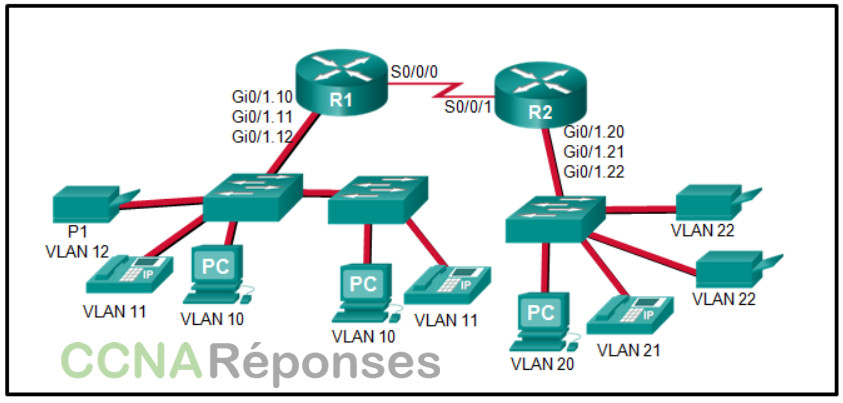 R1
S0/0/0
Gi0/1.10
Gi0/1.11
Gi0/1.12
S0/0/1
R2
Gi0/1.20
Gi0/1.21
Gi0/1.22
P1
VLAN 12
IP
VLAN 11
PC
VLAN 10
PC
VLAN 10
IP
VLAN 11
PC
VLAN 20
IP
VLAN 21
VLAN 22
VLAN 22
CCNARéponses